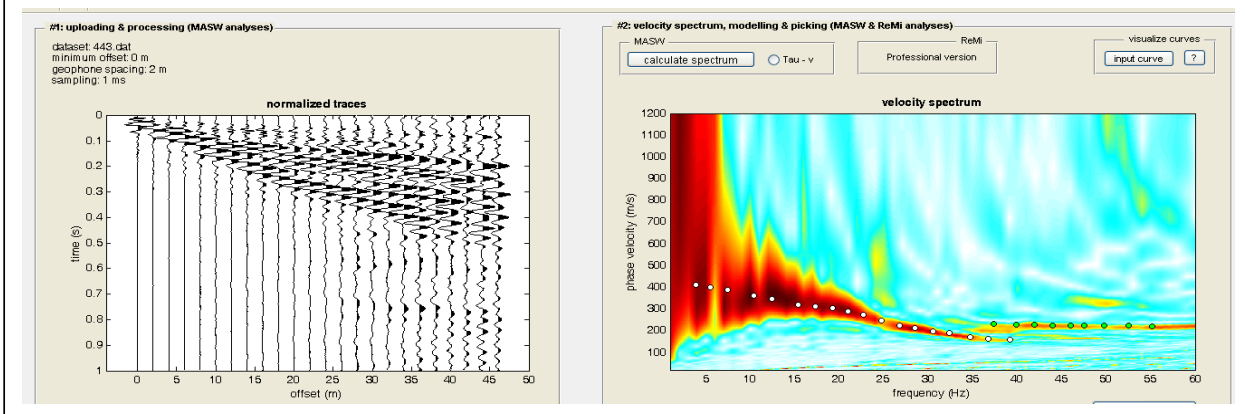 #1: uploading & processing (MASW analyses)
dataset: 443.dat
minimum offset: 0 m
geophone spacing: 2 m
sampling: 1 ms
normalized traces
0
0.1
0.2
0.3
0.4
0.5
0.6
0.7
0.8
0.9
1
time (s)
0 5 10 15 20 25 30 35 40 45 50
offset (m)
#2: velocity spectrum, modelling & picking (MASW & ReMi analyses)
MASW
calculate spectrum
Tau - v
ReMi
Professional version
visualize curves
input curve
?
velocity spectrum
1200
1100
1000
900
800
700
600
500
400
300
200
100
phase velocity (m/s)
5 10 15 20 25 30 35 40 45 50 55 60
frequency (Hz)